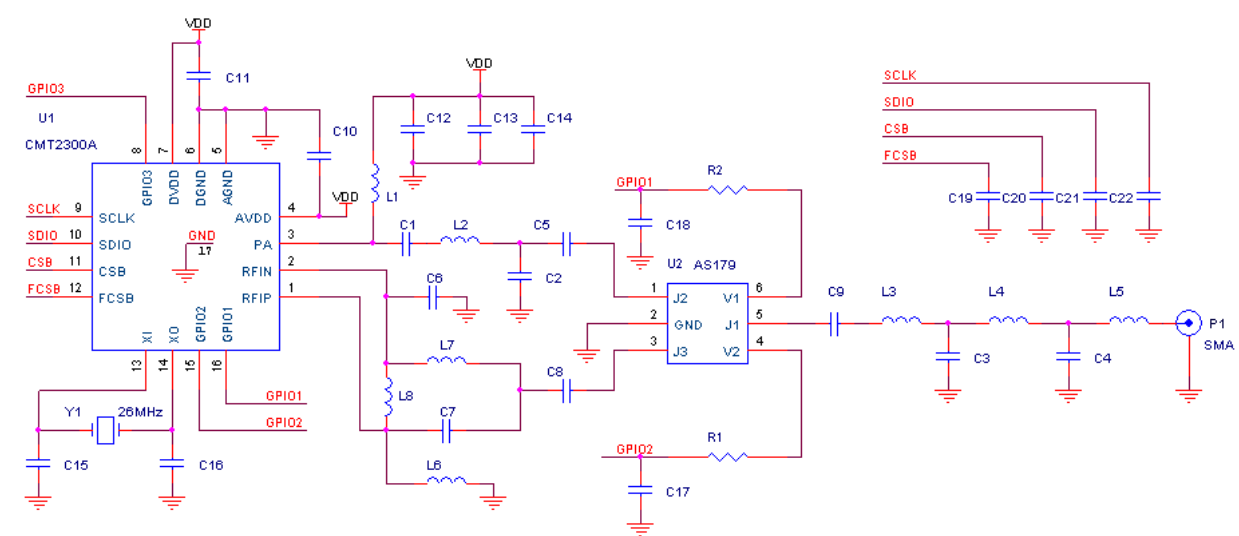 VDD
C11
GPIO3
U1
CMT2300A
8
7
6
5
GPIO3
DVDD
DGND
AGND
C10
VDD
VDD
C12
C13
C14
L1
SCLK
9
SCLK
SDIO
10
SDIO
CSB
11
CSB
FCSB
12
FCSB
GND
17
AVDD
4
PA
3
RFIN
2
RFIP
1
XI
XO
GPIO2
GPIO1
13
14
15
16
GPIO1
GPIO2
Y1
26MHz
C15
C16
C1
L2
C5
C2
C6
L7
L8
C7
C8
L6
GPIO1
R2
C18
U2
AS179
1
J2
V1
6
2
GND
J1
5
3
J3
V2
4
GPIO2
R1
C17
C9
L3
L4
L5
C3
C4
P1
SMA
SCLK
SDIO
CSB
FCSB
C19
C20
C21
C22